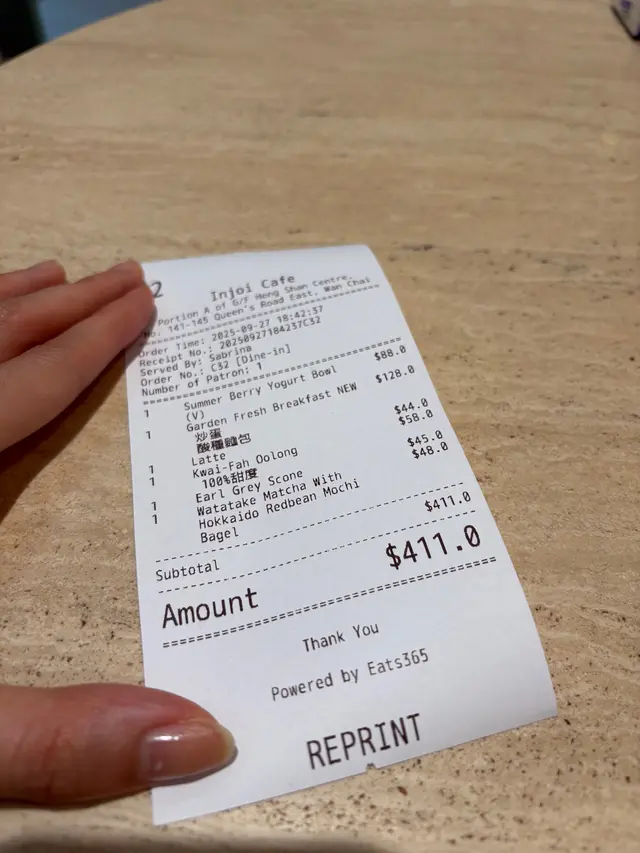 2
Injoi Cafe
Portion A of G/F Heng Shan Centre,
No. 141-145 Queen's Road East, Wan Chai
Order Time: 2025-09-27 18:42:37
Receipt No.: 20250927184237C32
Served By: Sabrina
Order No.: C32 [Dine-in]
Number of Patron: 1
1 Summer Berry Yogurt Bowl $88.0
(V)
1 Garden Fresh Breakfast NEW $128.0
炒蛋
酸種麵包
1 Latte $44.0
1 Kwai-Fah Oolong $58.0
100%甜度
1 Earl Grey Scone $45.0
1 Watatake Matcha With $48.0
Hokkaido Redbean Mochi
Bagel
Subtotal $411.0
Amount $411.0
Thank You
Powered by Eats365
REPRINT